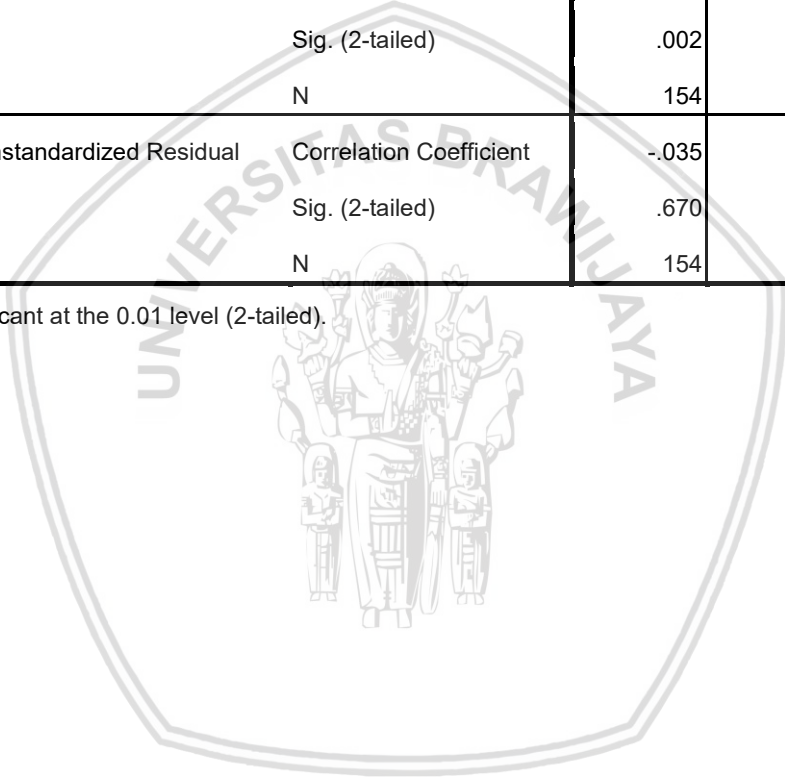 Sig. (2-tailed) .002
N 154
nstandardized Residual Correlation Coefficient -.035
Sig. (2-tailed) .670
N 154
cant at the 0.01 level (2-tailed).
UNIVERSITAS BRAWIJAYA